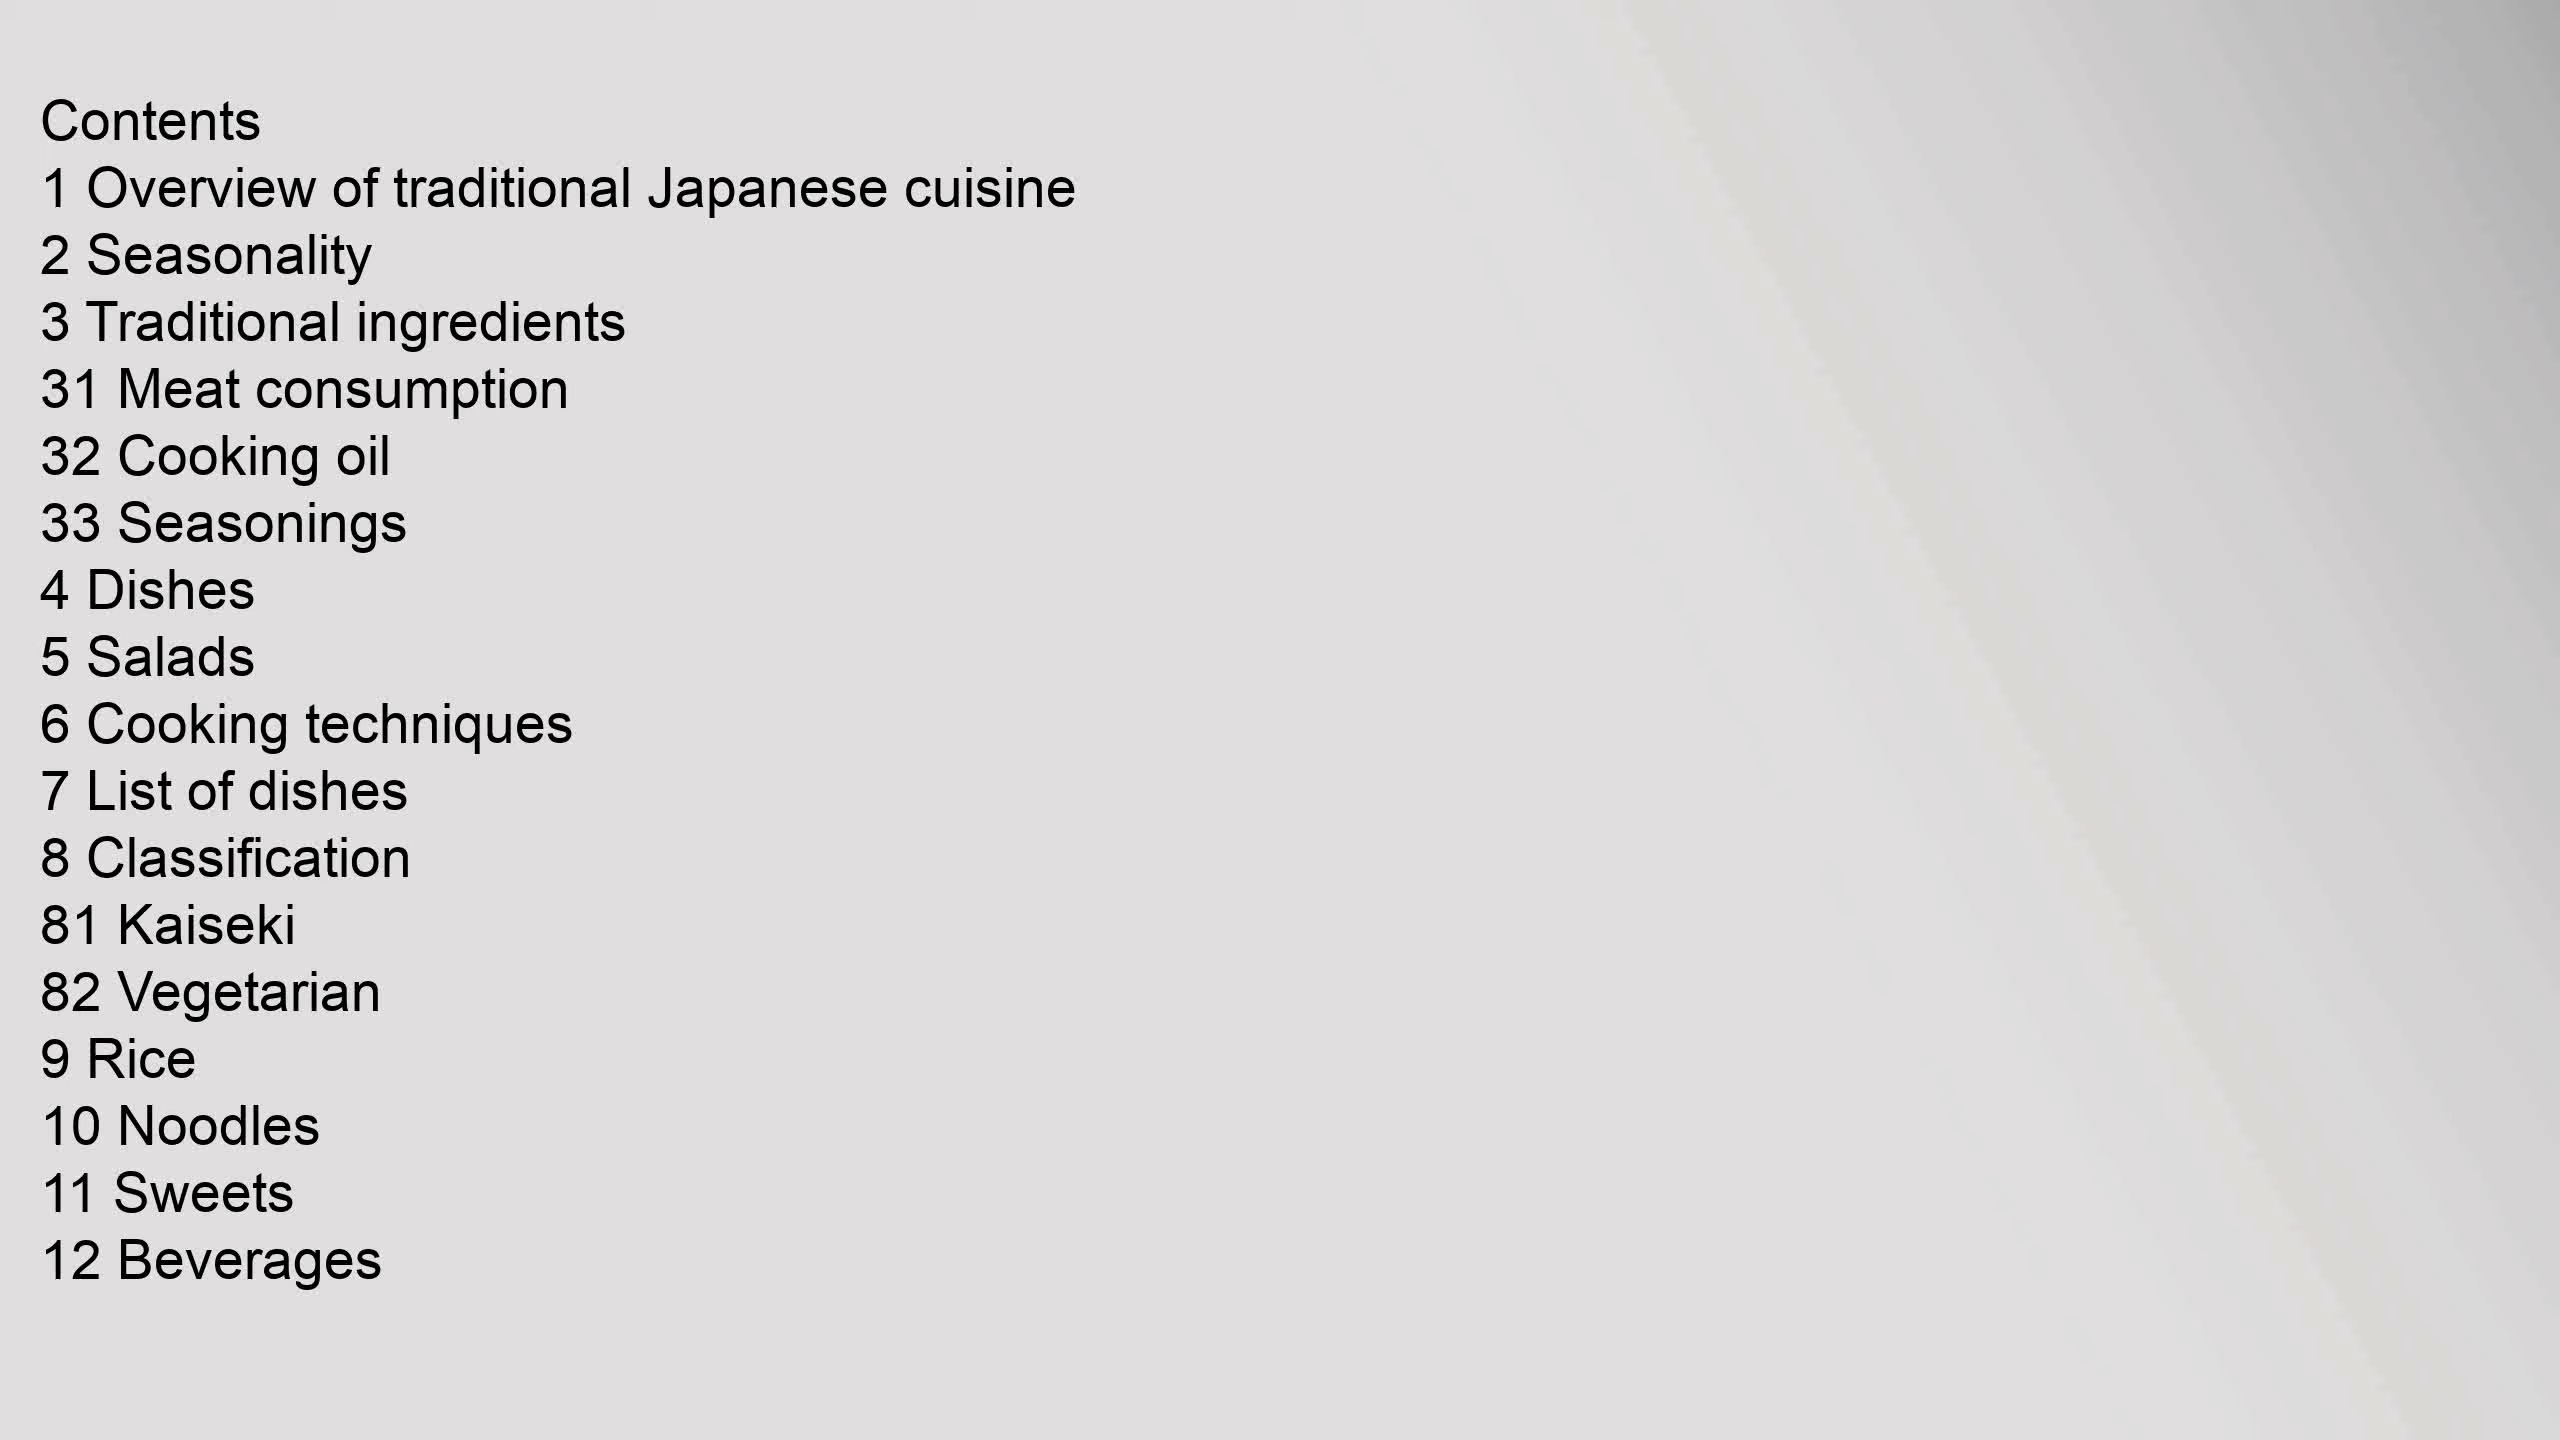 Contents
1 Overview of traditional Japanese cuisine
2 Seasonality
3 Traditional ingredients
31 Meat consumption
32 Cooking oil
33 Seasonings
4 Dishes
5 Salads
6 Cooking techniques
7 List of dishes
8 Classification
81 Kaiseki
82 Vegetarian
9 Rice
10 Noodles
11 Sweets
12 Beverages